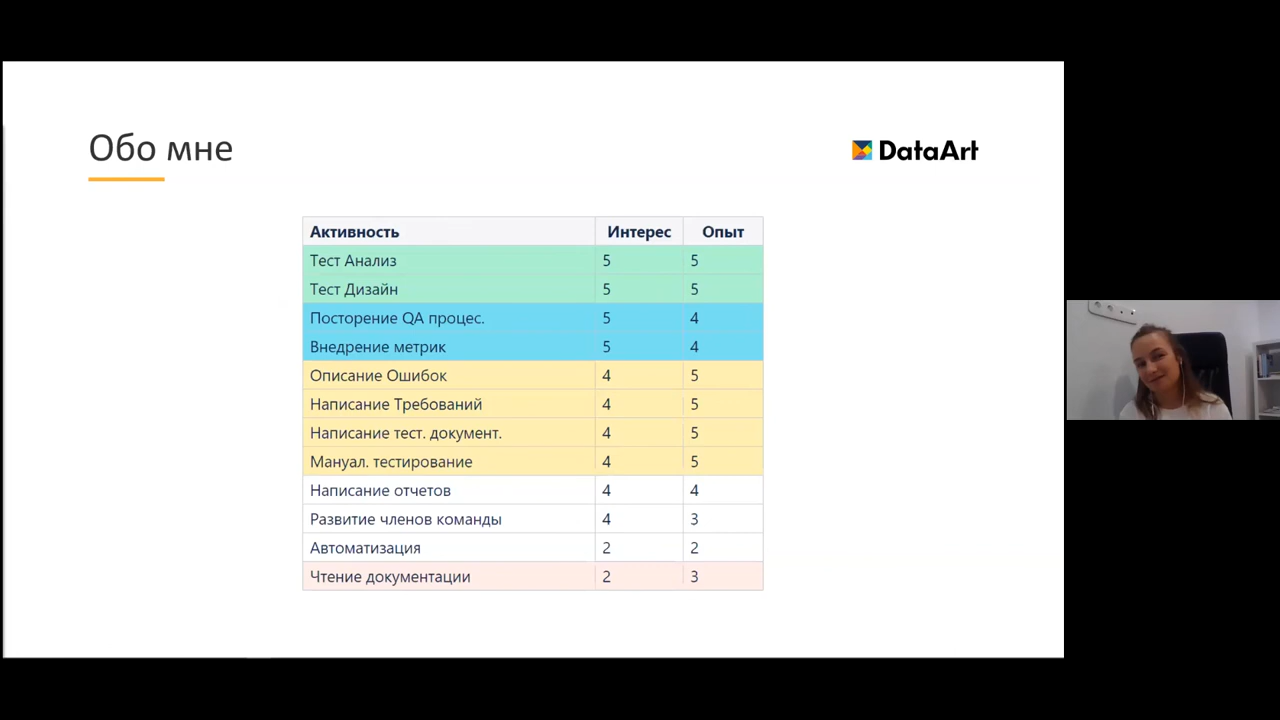 Обо мне
DataArt
Активность Интерес Опыт
Тест Анализ 5 5
Тест Дизайн 5 5
Посторение QA процес. 5 4
Внедрение метрик 5 4
Описание Ошибок 4 5
Написание Требований 4 5
Написание тест. документ. 4 5
Мануал. тестирование 4 5
Написание отчетов 4 4
Развитие членов команды 4 3
Автоматизация 2 2
Чтение документации 2 3